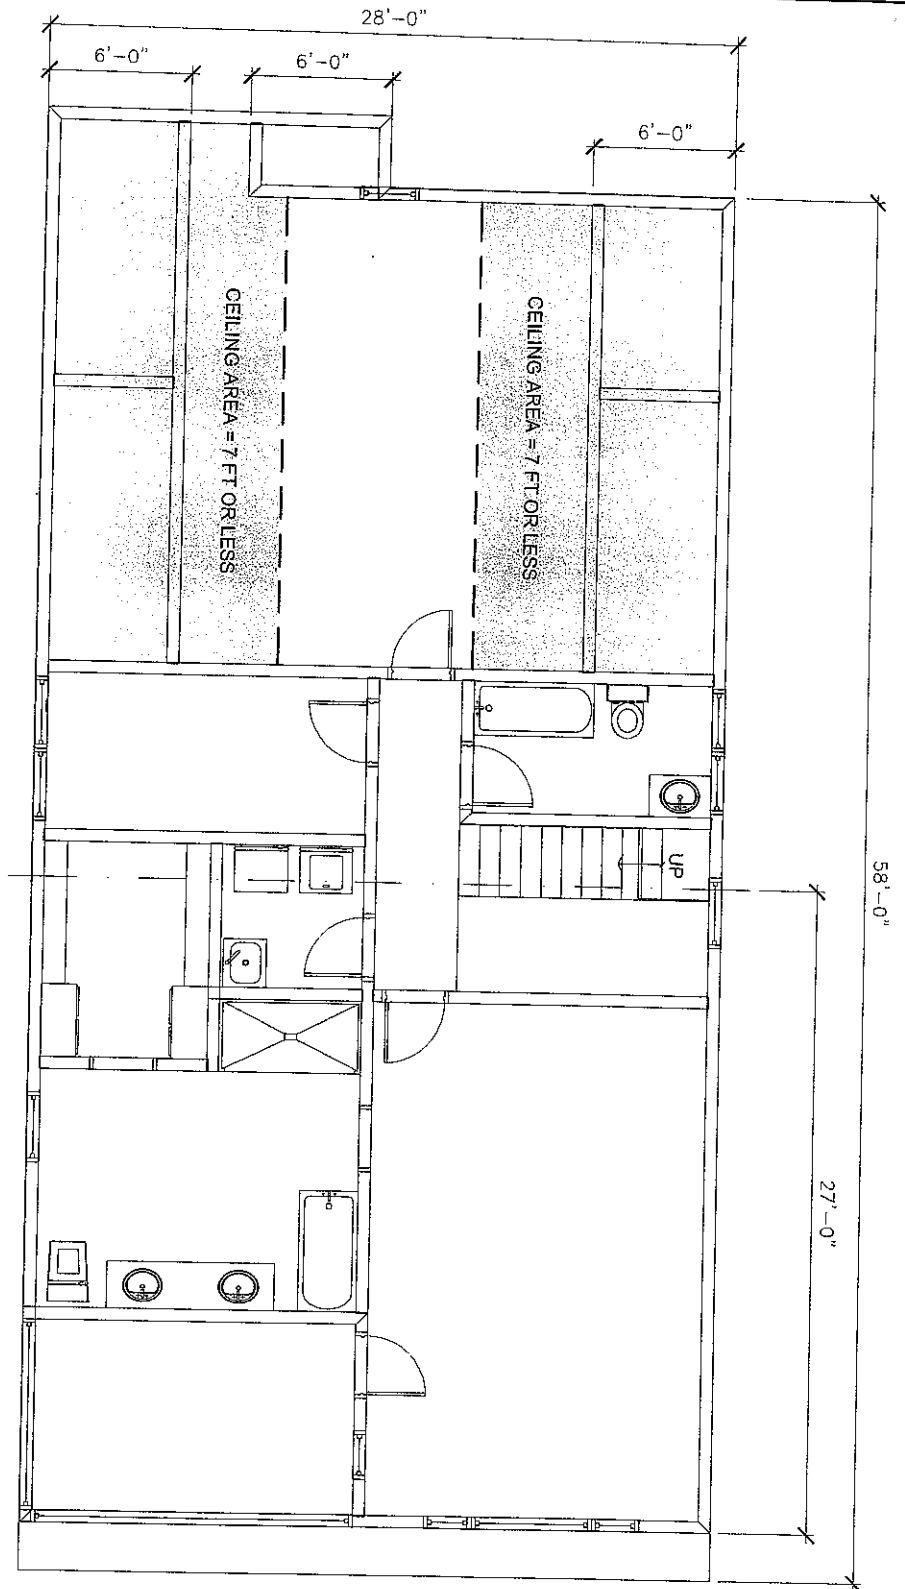 28'-0"
6'-0"
6'-0"
6'-0"
CEILING AREA = 7 FT OR LESS
CEILING AREA = 7 FT OR LESS
UP
58'-0"
27'-0"